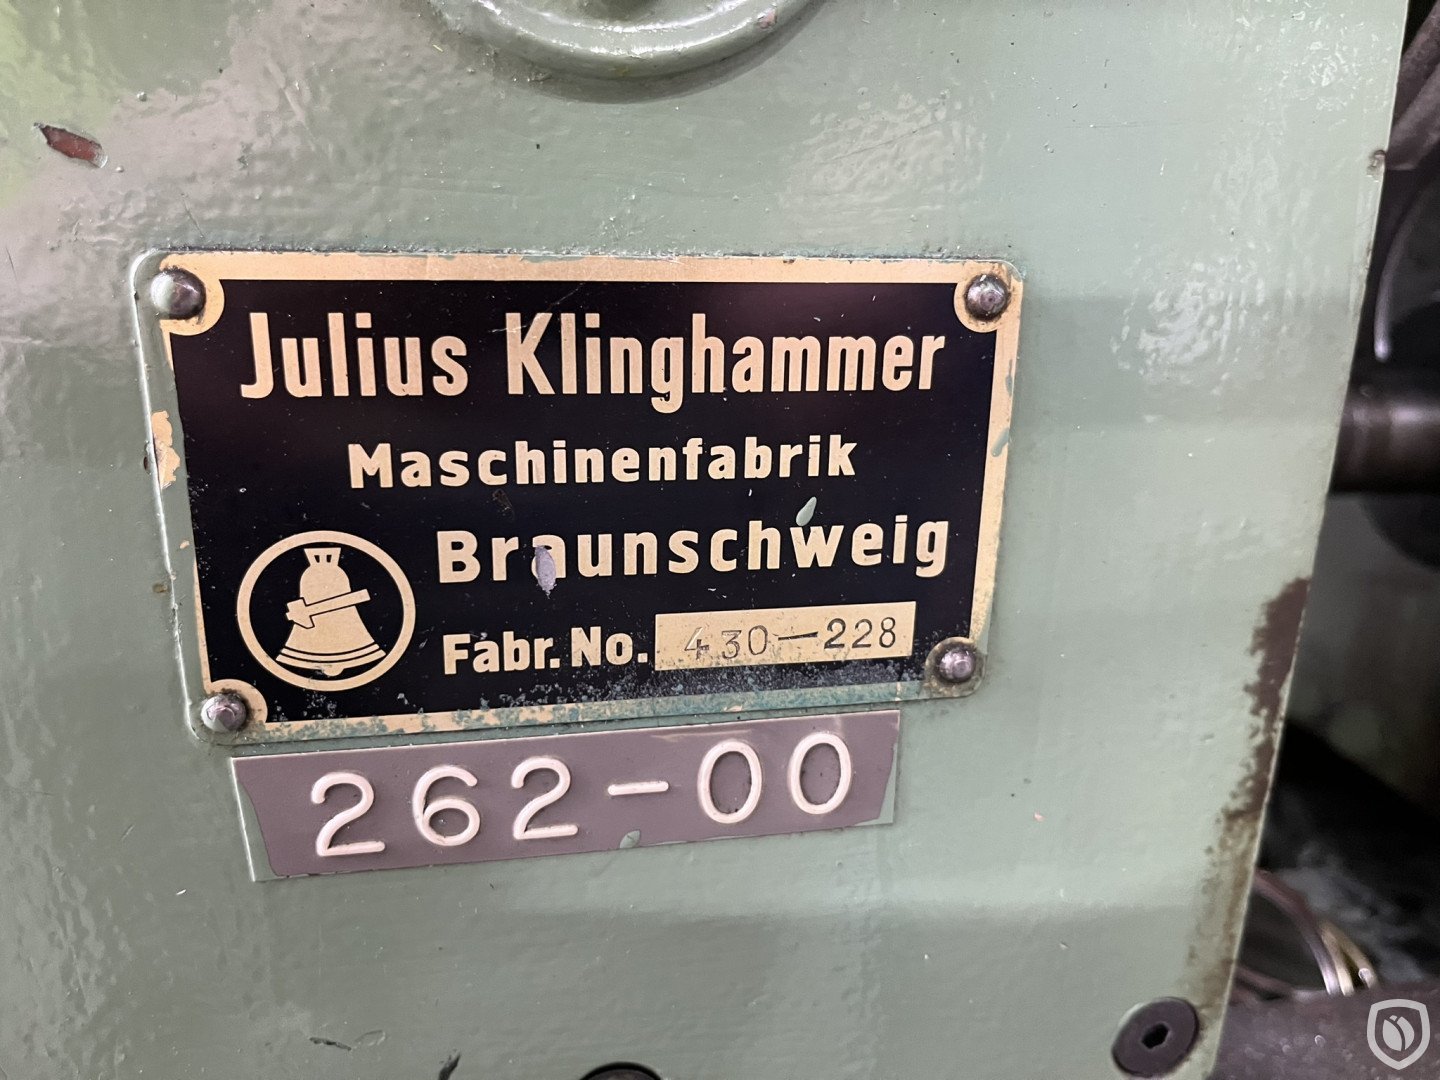 Julius Klinghammer
Maschinenfabrik
Braunschweig
Fabr. No. 430-228
262-00